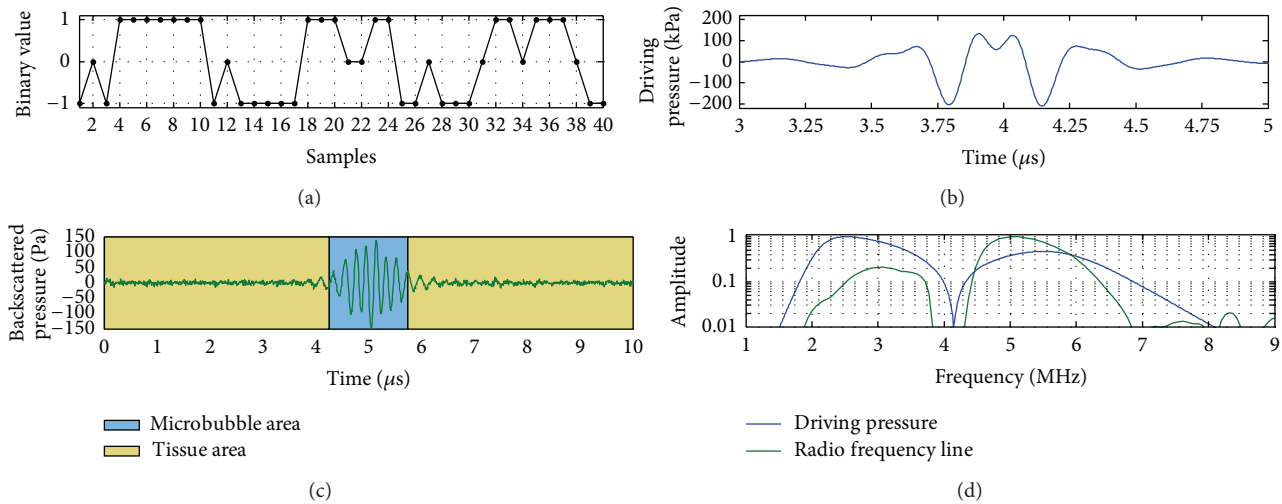 Binary value
1
0
−1
2 4 6 8 10 12 14 16 18 20 22 24 26 28 30 32 34 36 38 40
Samples
(a)
Driving
pressure (kPa)
200
100
0
−100
−200
3 3.25 3.5 3.75 4 4.25 4.5 4.75 5
Time (μs)
(b)
Backscattered
pressure (Pa)
150
100
50
0
−50
−100
−150
0 1 2 3 4 5 6 7 8 9 10
Time (μs)
Microbubble area
Tissue area
(c)
Amplitude
1
0.1
0.01
1 2 3 4 5 6 7 8 9
Frequency (MHz)
Driving pressure
Radio frequency line
(d)